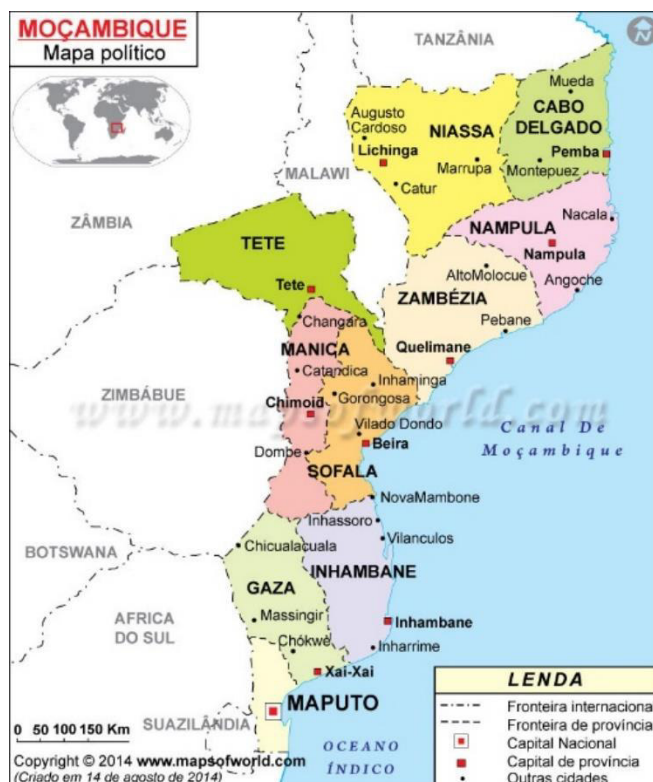 MOÇAMBIQUE
Mapa político
TANZÂNIA
Mueda
CABO
DELGADO
Augusto
Cardoso
NIASSA
Lichinga
Pemba
Marrupa
Montepuez
MALAWI
Catur
ZÂMBIA
Nacala
NAMPULA
TETE
Nampula
AltoMolocue
Tete
ZAMBÉZIA
Angoche
Changara
Pebane
MANICA
Quelimane
Catandica
Inhaminga
ZIMBÁBUE
Gorongosa
Chimoid
www.mapsofworld.com
Vilado Dondo
Canal De
Moçambique
Beira
Dombe
SOFALA
NovaMambone
Inhassoro
Vilanculos
Chicualacuala
BOTSWANA
INHAMBANE
GAZA
AFRICA
DO SUL
Massingir
Inhambane
Chókwè
Inharrime
Xai-Xai
MAPUTO
SUAZILÂNDIA
0 50 100 150 Km
OCEANO
ÍNDICO
LENDA
Fronteira internaciona
Fronteira de província
Capital Nacional
Capital de província
Outras cidades
Copyright © 2014 www.mapsofworld.com
(Criado em 14 de agosto de 2014)
N